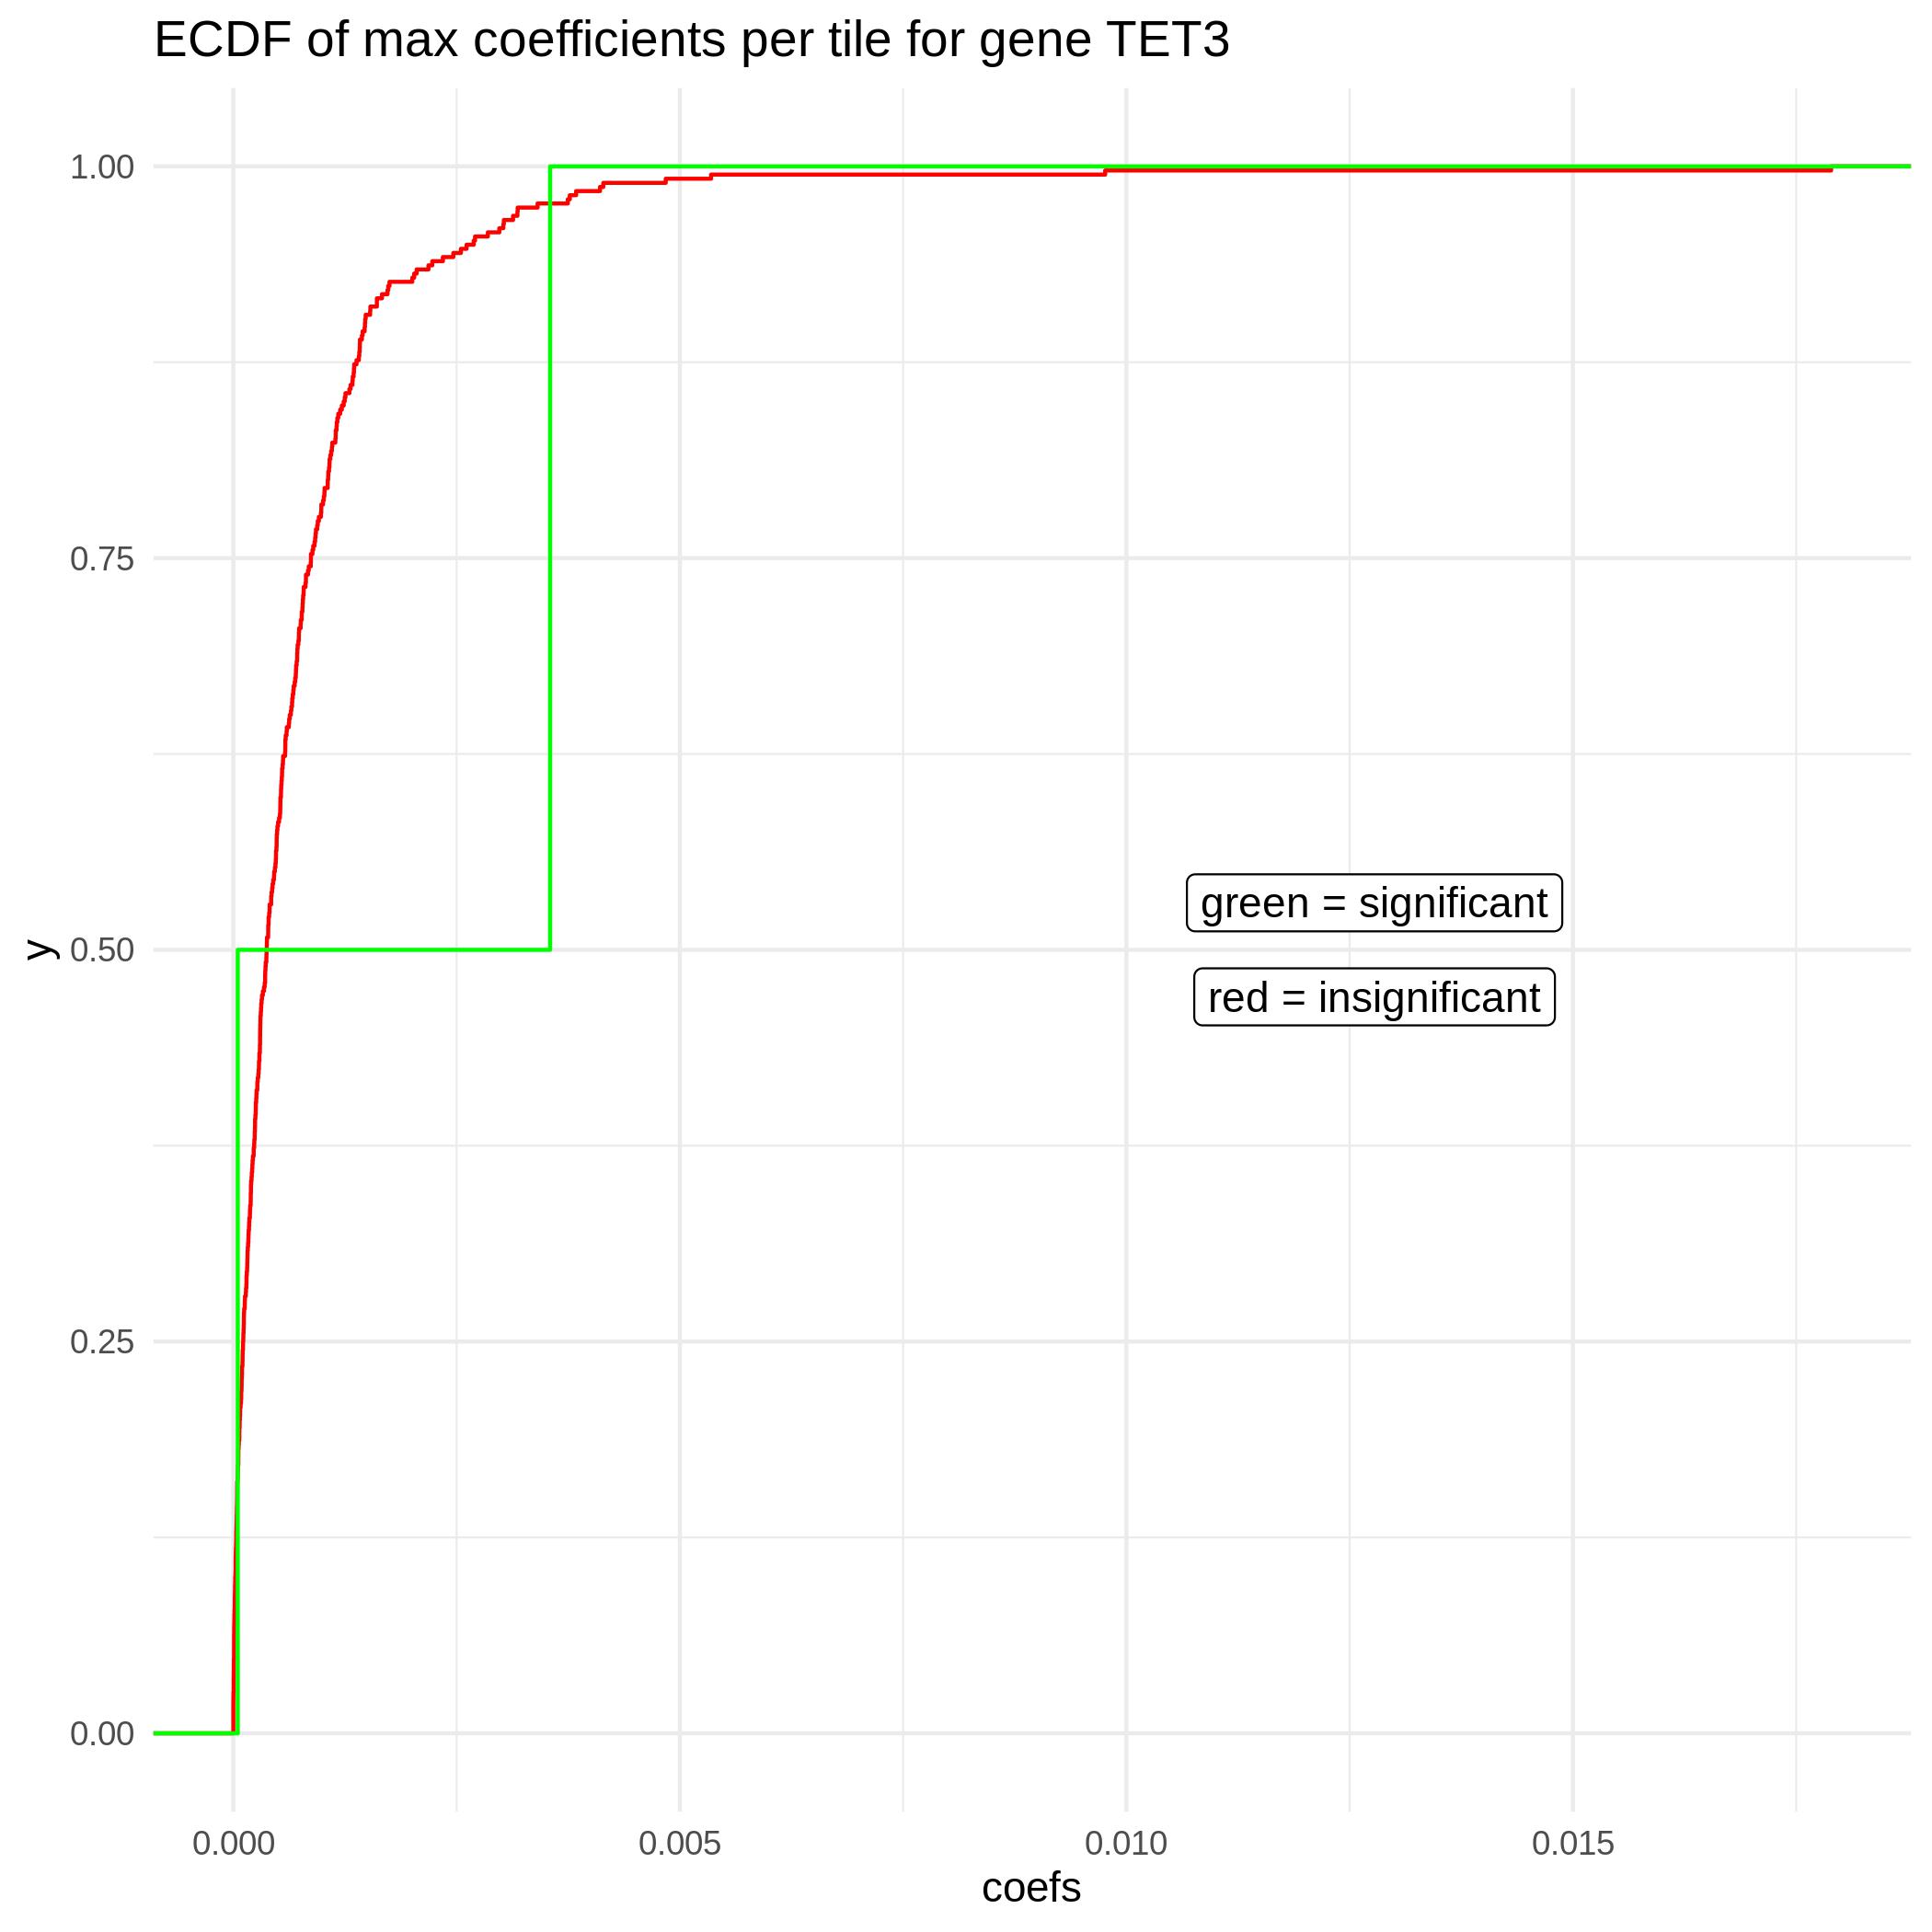 ECDF of max coefficients per tile for gene TET3
1.00
0.75
0.50
0.25
0.00
y
green = significant
red = insignificant
0.000 0.005 0.010 0.015
coefs